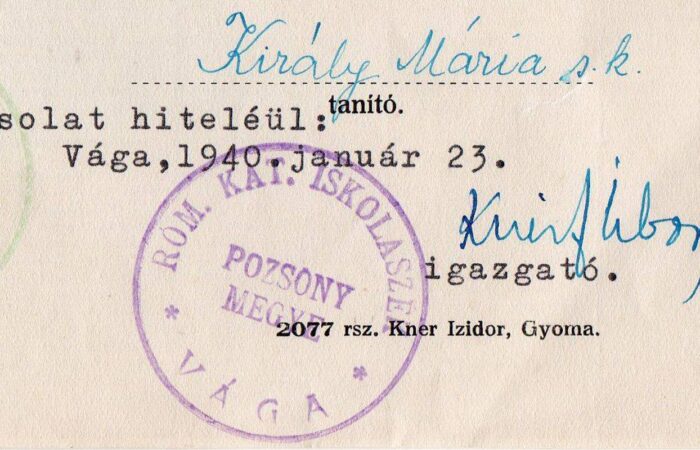 Király Mária s.k.
tanító.
solat hiteléül:
Vága, 1940. január 23.
igazgató.
RÓM. KAT. ISKOLASZÉK
POZSONY
MEGYE
* VÁGA *
2077 rsz. Kner Izidor, Gyoma.